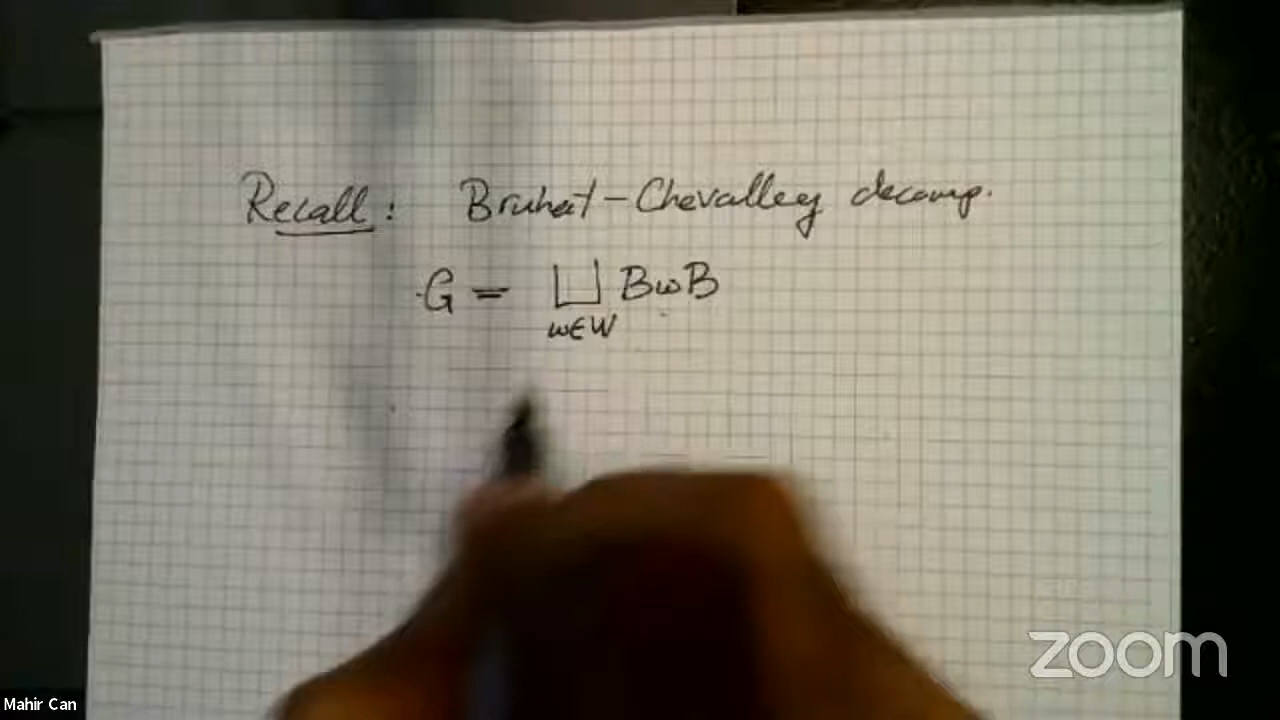 Recall: Bruhat-Chevalley decomp.
G = ⊔ BwB
w∈W
zoom
Mahir Can